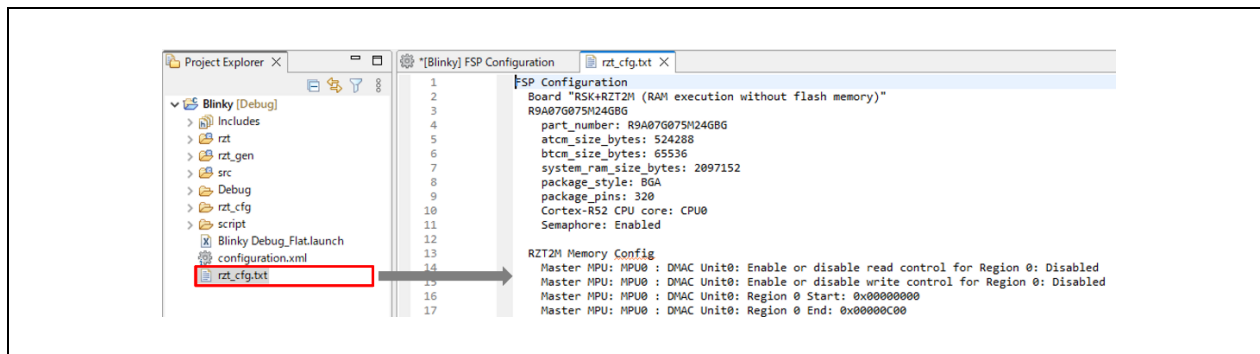 Project Explorer
*[Blinky] FSP Configuration
rzt_cfg.txt
Blinky [Debug]
Includes
rzt
rzt_gen
src
Debug
rzt_cfg
script
Blinky Debug_Flat.launch
configuration.xml
rzt_cfg.txt
1 FSP Configuration
2 Board "RSK+RZT2M (RAM execution without flash memory)"
3 R9A07G075M24GBG
4 part_number: R9A07G075M24GBG
5 atcm_size_bytes: 524288
6 btcm_size_bytes: 65536
7 system_ram_size_bytes: 2097152
8 package_style: BGA
9 package_pins: 320
10 Cortex-R52 CPU core: CPU0
11 Semaphore: Enabled
12
13 RZT2M Memory Config
14 Master MPU: MPU0 : DMAC Unit0: Enable or disable read control for Region 0: Disabled
15 Master MPU: MPU0 : DMAC Unit0: Enable or disable write control for Region 0: Disabled
16 Master MPU: MPU0 : DMAC Unit0: Region 0 Start: 0x00000000
17 Master MPU: MPU0 : DMAC Unit0: Region 0 End: 0x00000C00